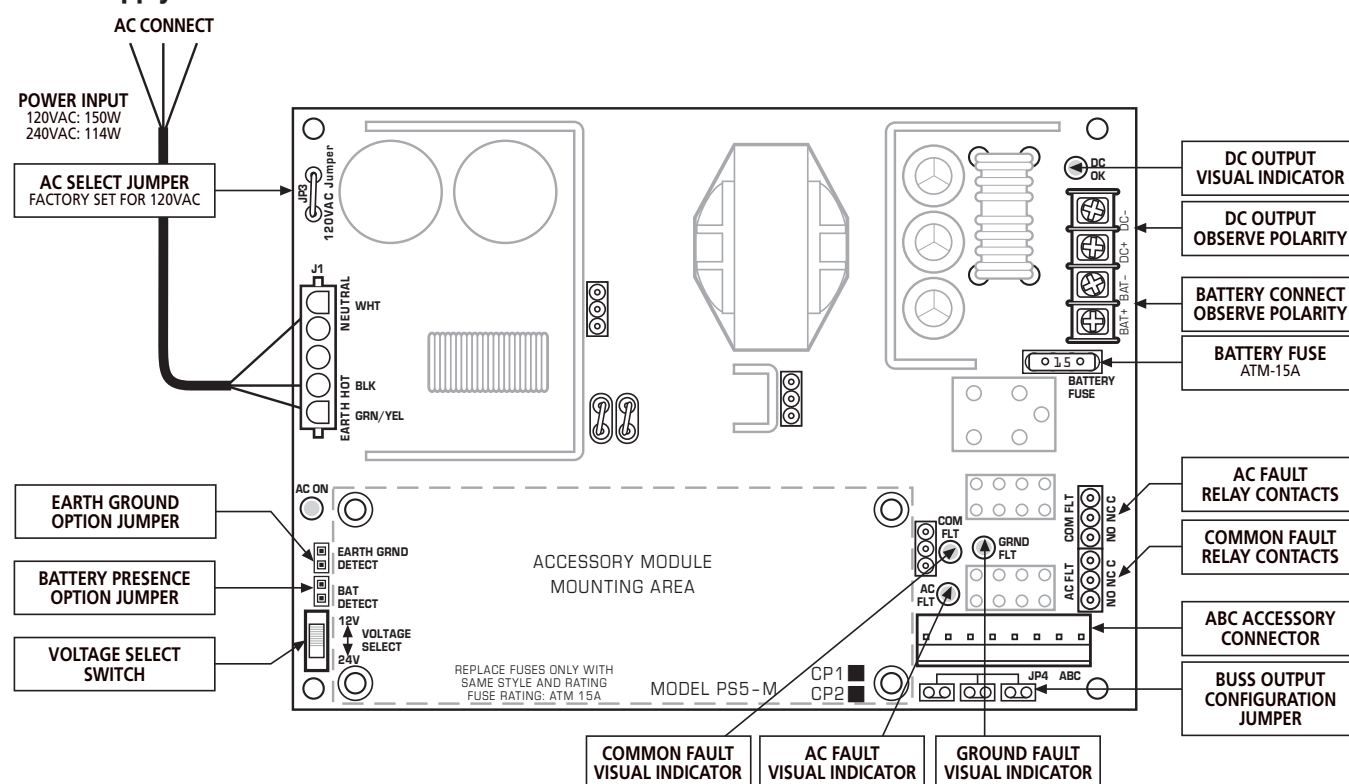 AC CONNECT
POWER INPUT
120VAC: 150W
240VAC: 114W
AC SELECT JUMPER
FACTORY SET FOR 120VAC
JP3
120VAC Jumper
J1
NEUTRAL
WHT
BLK
EARTH HOT
GRN/YEL
DC
OK
DC-
DC+
BAT-
BAT+
15
BATTERY
FUSE
DC OUTPUT
VISUAL INDICATOR
DC OUTPUT
OBSERVE POLARITY
BATTERY CONNECT
OBSERVE POLARITY
BATTERY FUSE
ATM-15A
AC ON
EARTH GROUND
OPTION JUMPER
EARTH GRND
DETECT
BATTERY PRESENCE
OPTION JUMPER
BAT
DETECT
VOLTAGE SELECT
SWITCH
12V
VOLTAGE
SELECT
24V
ACCESSORY MODULE
MOUNTING AREA
REPLACE FUSES ONLY WITH
SAME STYLE AND RATING
FUSE RATING: ATM 15A
MODEL PS5-M
CP1
CP2
COM
FLT
GRND
FLT
AC
FLT
COM FLT
NO NC C
AC FLT
NO NC C
JP4 ABC
AC FAULT
RELAY CONTACTS
COMMON FAULT
RELAY CONTACTS
ABC ACCESSORY
CONNECTOR
BUSS OUTPUT
CONFIGURATION
JUMPER
COMMON FAULT
VISUAL INDICATOR
AC FAULT
VISUAL INDICATOR
GROUND FAULT
VISUAL INDICATOR